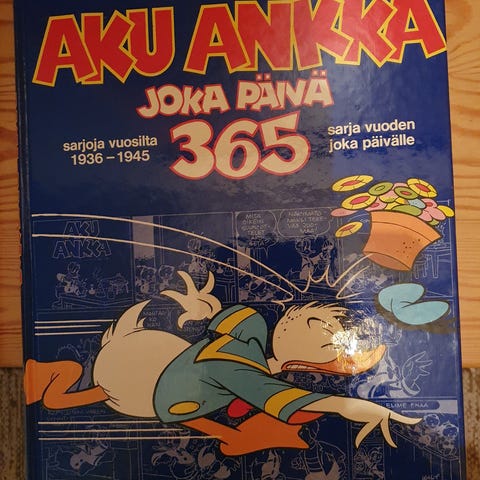 AKU ANKKA
JOKA PÄIVÄ
sarjoja vuosilta
1936 – 1945
365
sarja vuoden
joka päivälle
AKU
ANKKA